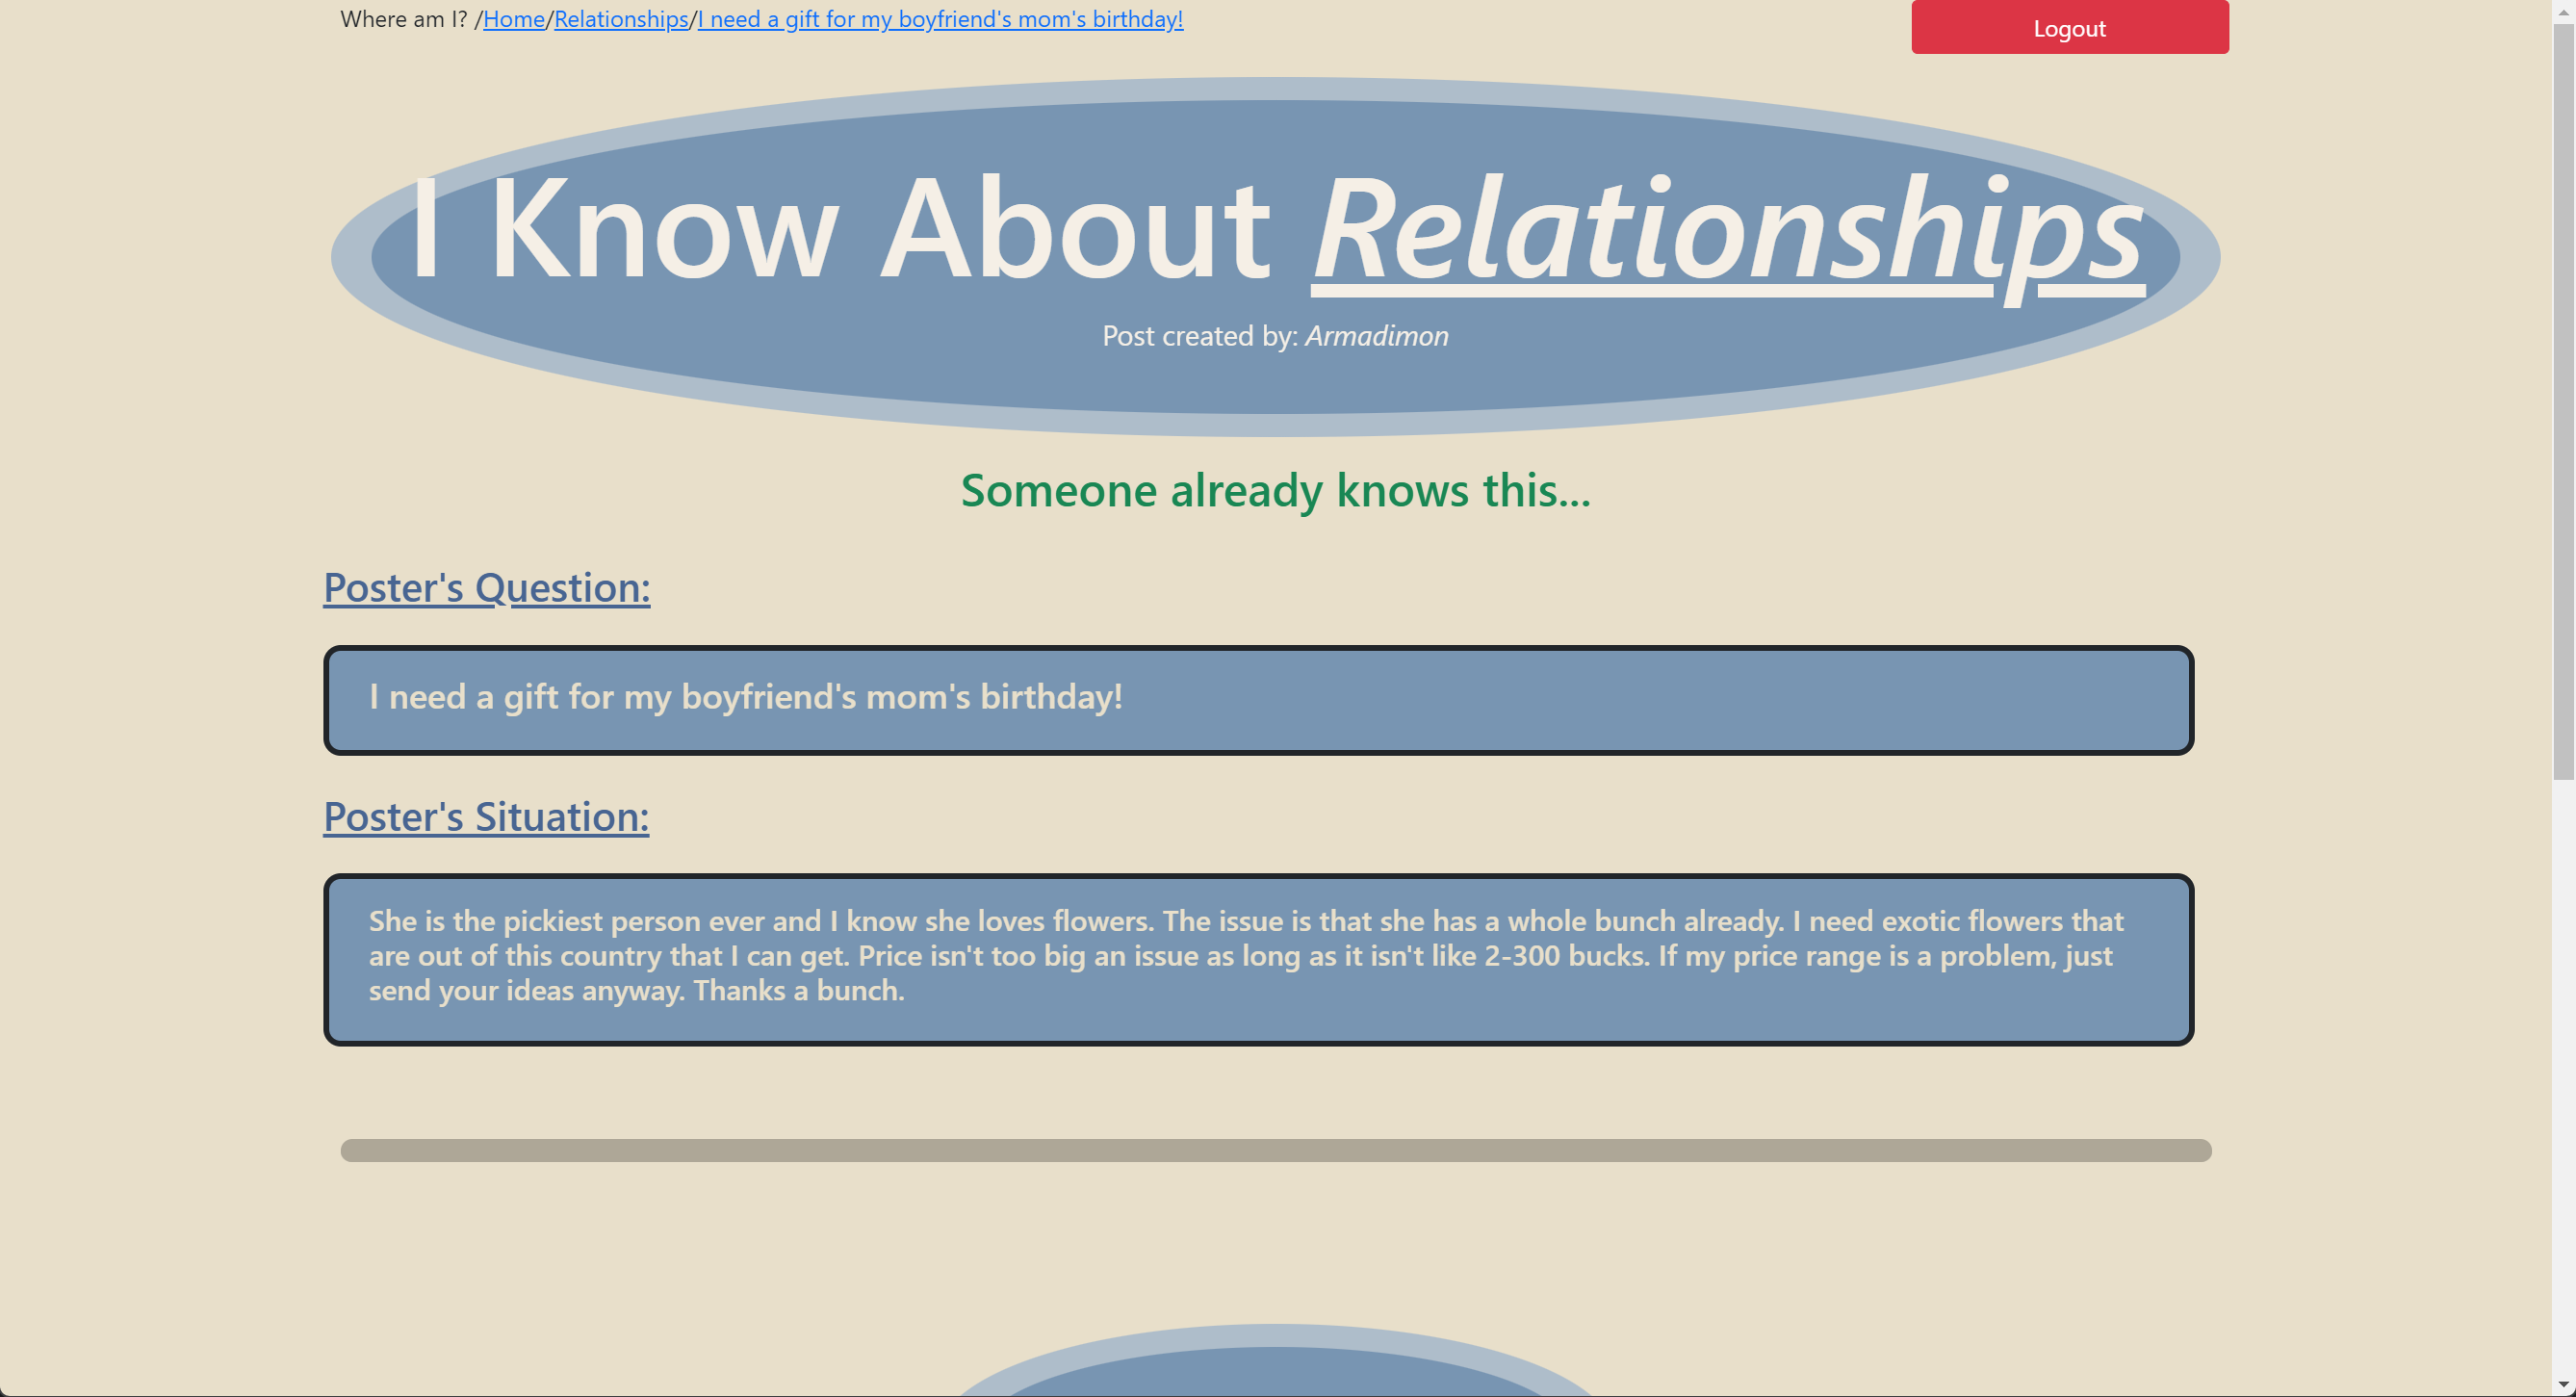 Where am I? /Home/Relationships/I need a gift for my boyfriend's mom's birthday!
Logout
I Know About Relationships
Post created by: Armadimon
Someone already knows this...
Poster's Question:
I need a gift for my boyfriend's mom's birthday!
Poster's Situation:
She is the pickiest person ever and I know she loves flowers. The issue is that she has a whole bunch already. I need exotic flowers that
are out of this country that I can get. Price isn't too big an issue as long as it isn't like 2-300 bucks. If my price range is a problem, just
send your ideas anyway. Thanks a bunch.